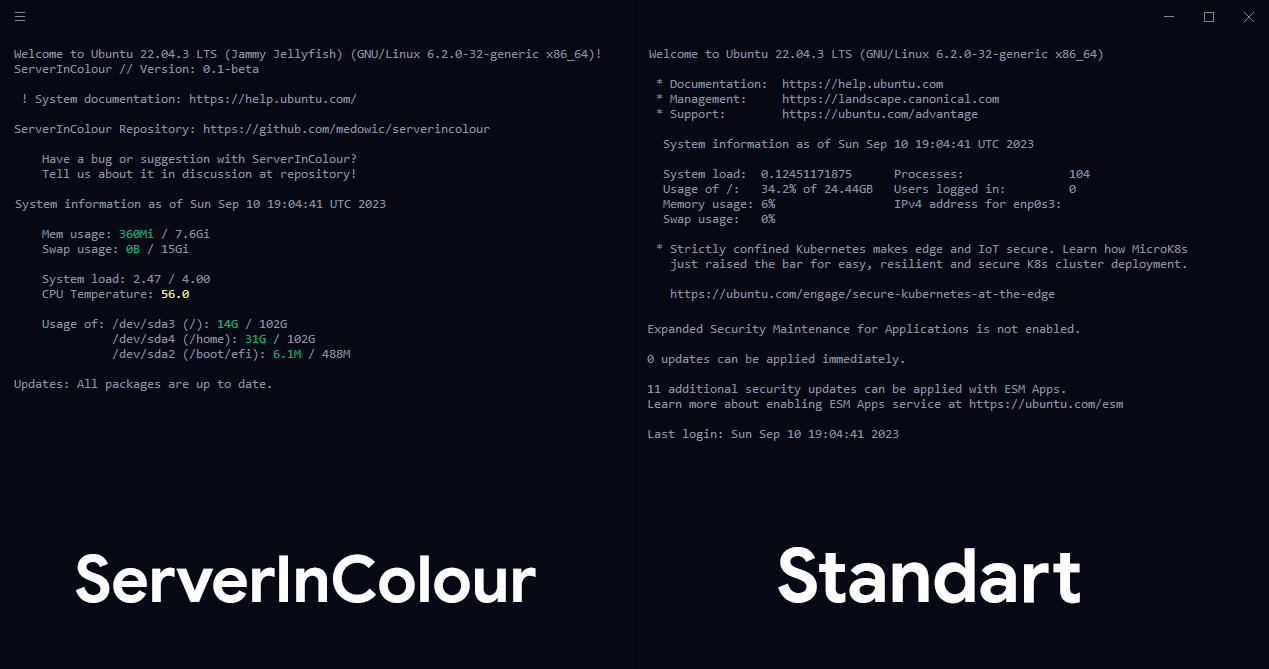 Welcome to Ubuntu 22.04.3 LTS (Jammy Jellyfish) (GNU/Linux 6.2.0-32-generic x86_64)!
ServerInColour // Version: 0.1-beta
! System documentation: https://help.ubuntu.com/
ServerInColour Repository: https://github.com/medowic/serverincolour
Have a bug or suggestion with ServerInColour?
Tell us about it in discussion at repository!
System information as of Sun Sep 10 19:04:41 UTC 2023
Mem usage: 360Mi / 7.6Gi
Swap usage: 0B / 15Gi
System load: 2.47 / 4.00
CPU Temperature: 56.0
Usage of: /dev/sda3 (/): 14G / 102G
/dev/sda4 (/home): 31G / 102G
/dev/sda2 (/boot/efi): 6.1M / 488M
Updates: All packages are up to date.
ServerInColour
Welcome to Ubuntu 22.04.3 LTS (GNU/Linux 6.2.0-32-generic x86_64)
* Documentation: https://help.ubuntu.com
* Management: https://landscape.canonical.com
* Support: https://ubuntu.com/advantage
System information as of Sun Sep 10 19:04:41 UTC 2023
System load: 0.12451171875 Processes: 104
Usage of /: 34.2% of 24.44GB Users logged in: 0
Memory usage: 6% IPv4 address for enp0s3:
Swap usage: 0%
* Strictly confined Kubernetes makes edge and IoT secure. Learn how MicroK8s
just raised the bar for easy, resilient and secure K8s cluster deployment.
https://ubuntu.com/engage/secure-kubernetes-at-the-edge
Expanded Security Maintenance for Applications is not enabled.
0 updates can be applied immediately.
11 additional security updates can be applied with ESM Apps.
Learn more about enabling ESM Apps service at https://ubuntu.com/esm
Last login: Sun Sep 10 19:04:41 2023
Standart